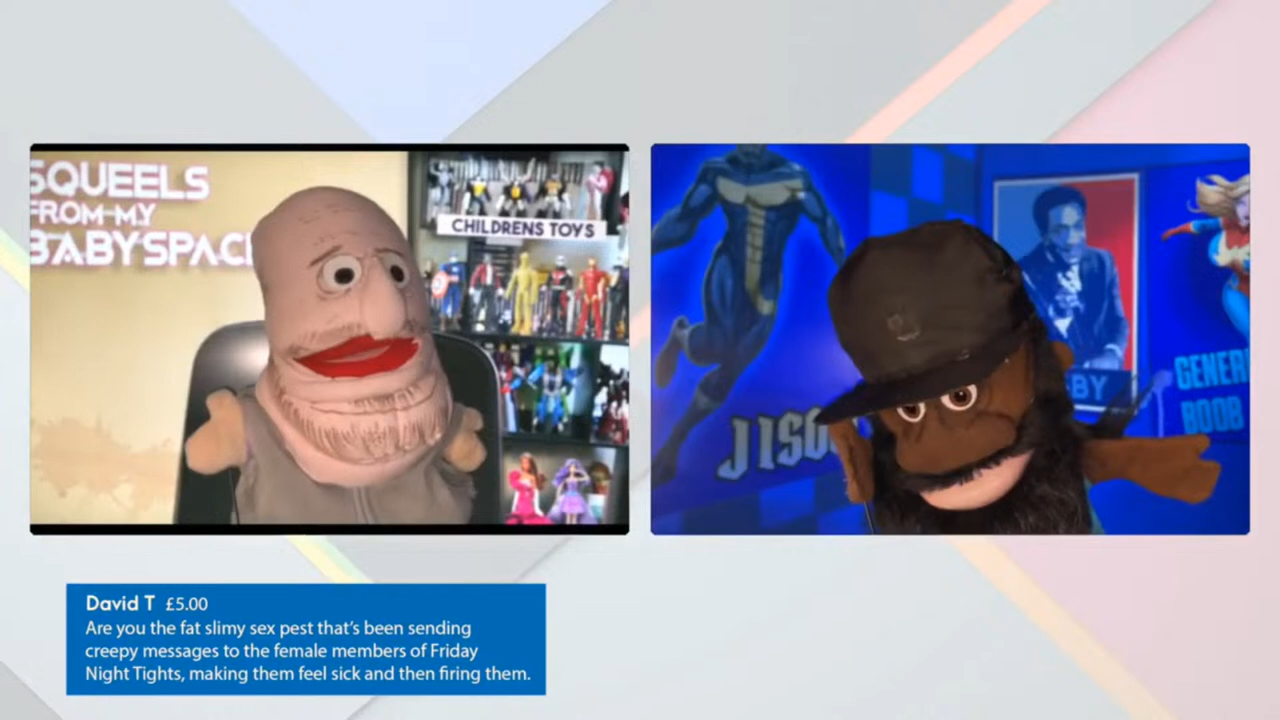 SQUEELS
FROM MY
BABYSPAC
CHILDRENS TOYS
JISC
BY
GENER
BOOB
David T £5.00
Are you the fat slimy sex pest that's been sending
creepy messages to the female members of Friday
Night Tights, making them feel sick and then firing them.